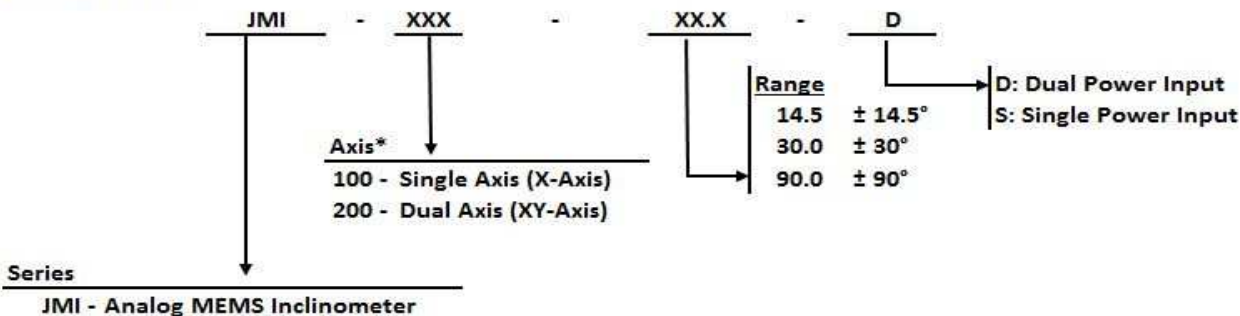 JMI - XXX - XX.X - D
Range
14.5 ± 14.5°
30.0 ± 30°
90.0 ± 90°
D: Dual Power Input
S: Single Power Input
Axis*
100 - Single Axis (X-Axis)
200 - Dual Axis (XY-Axis)
Series
JMI - Analog MEMS Inclinometer